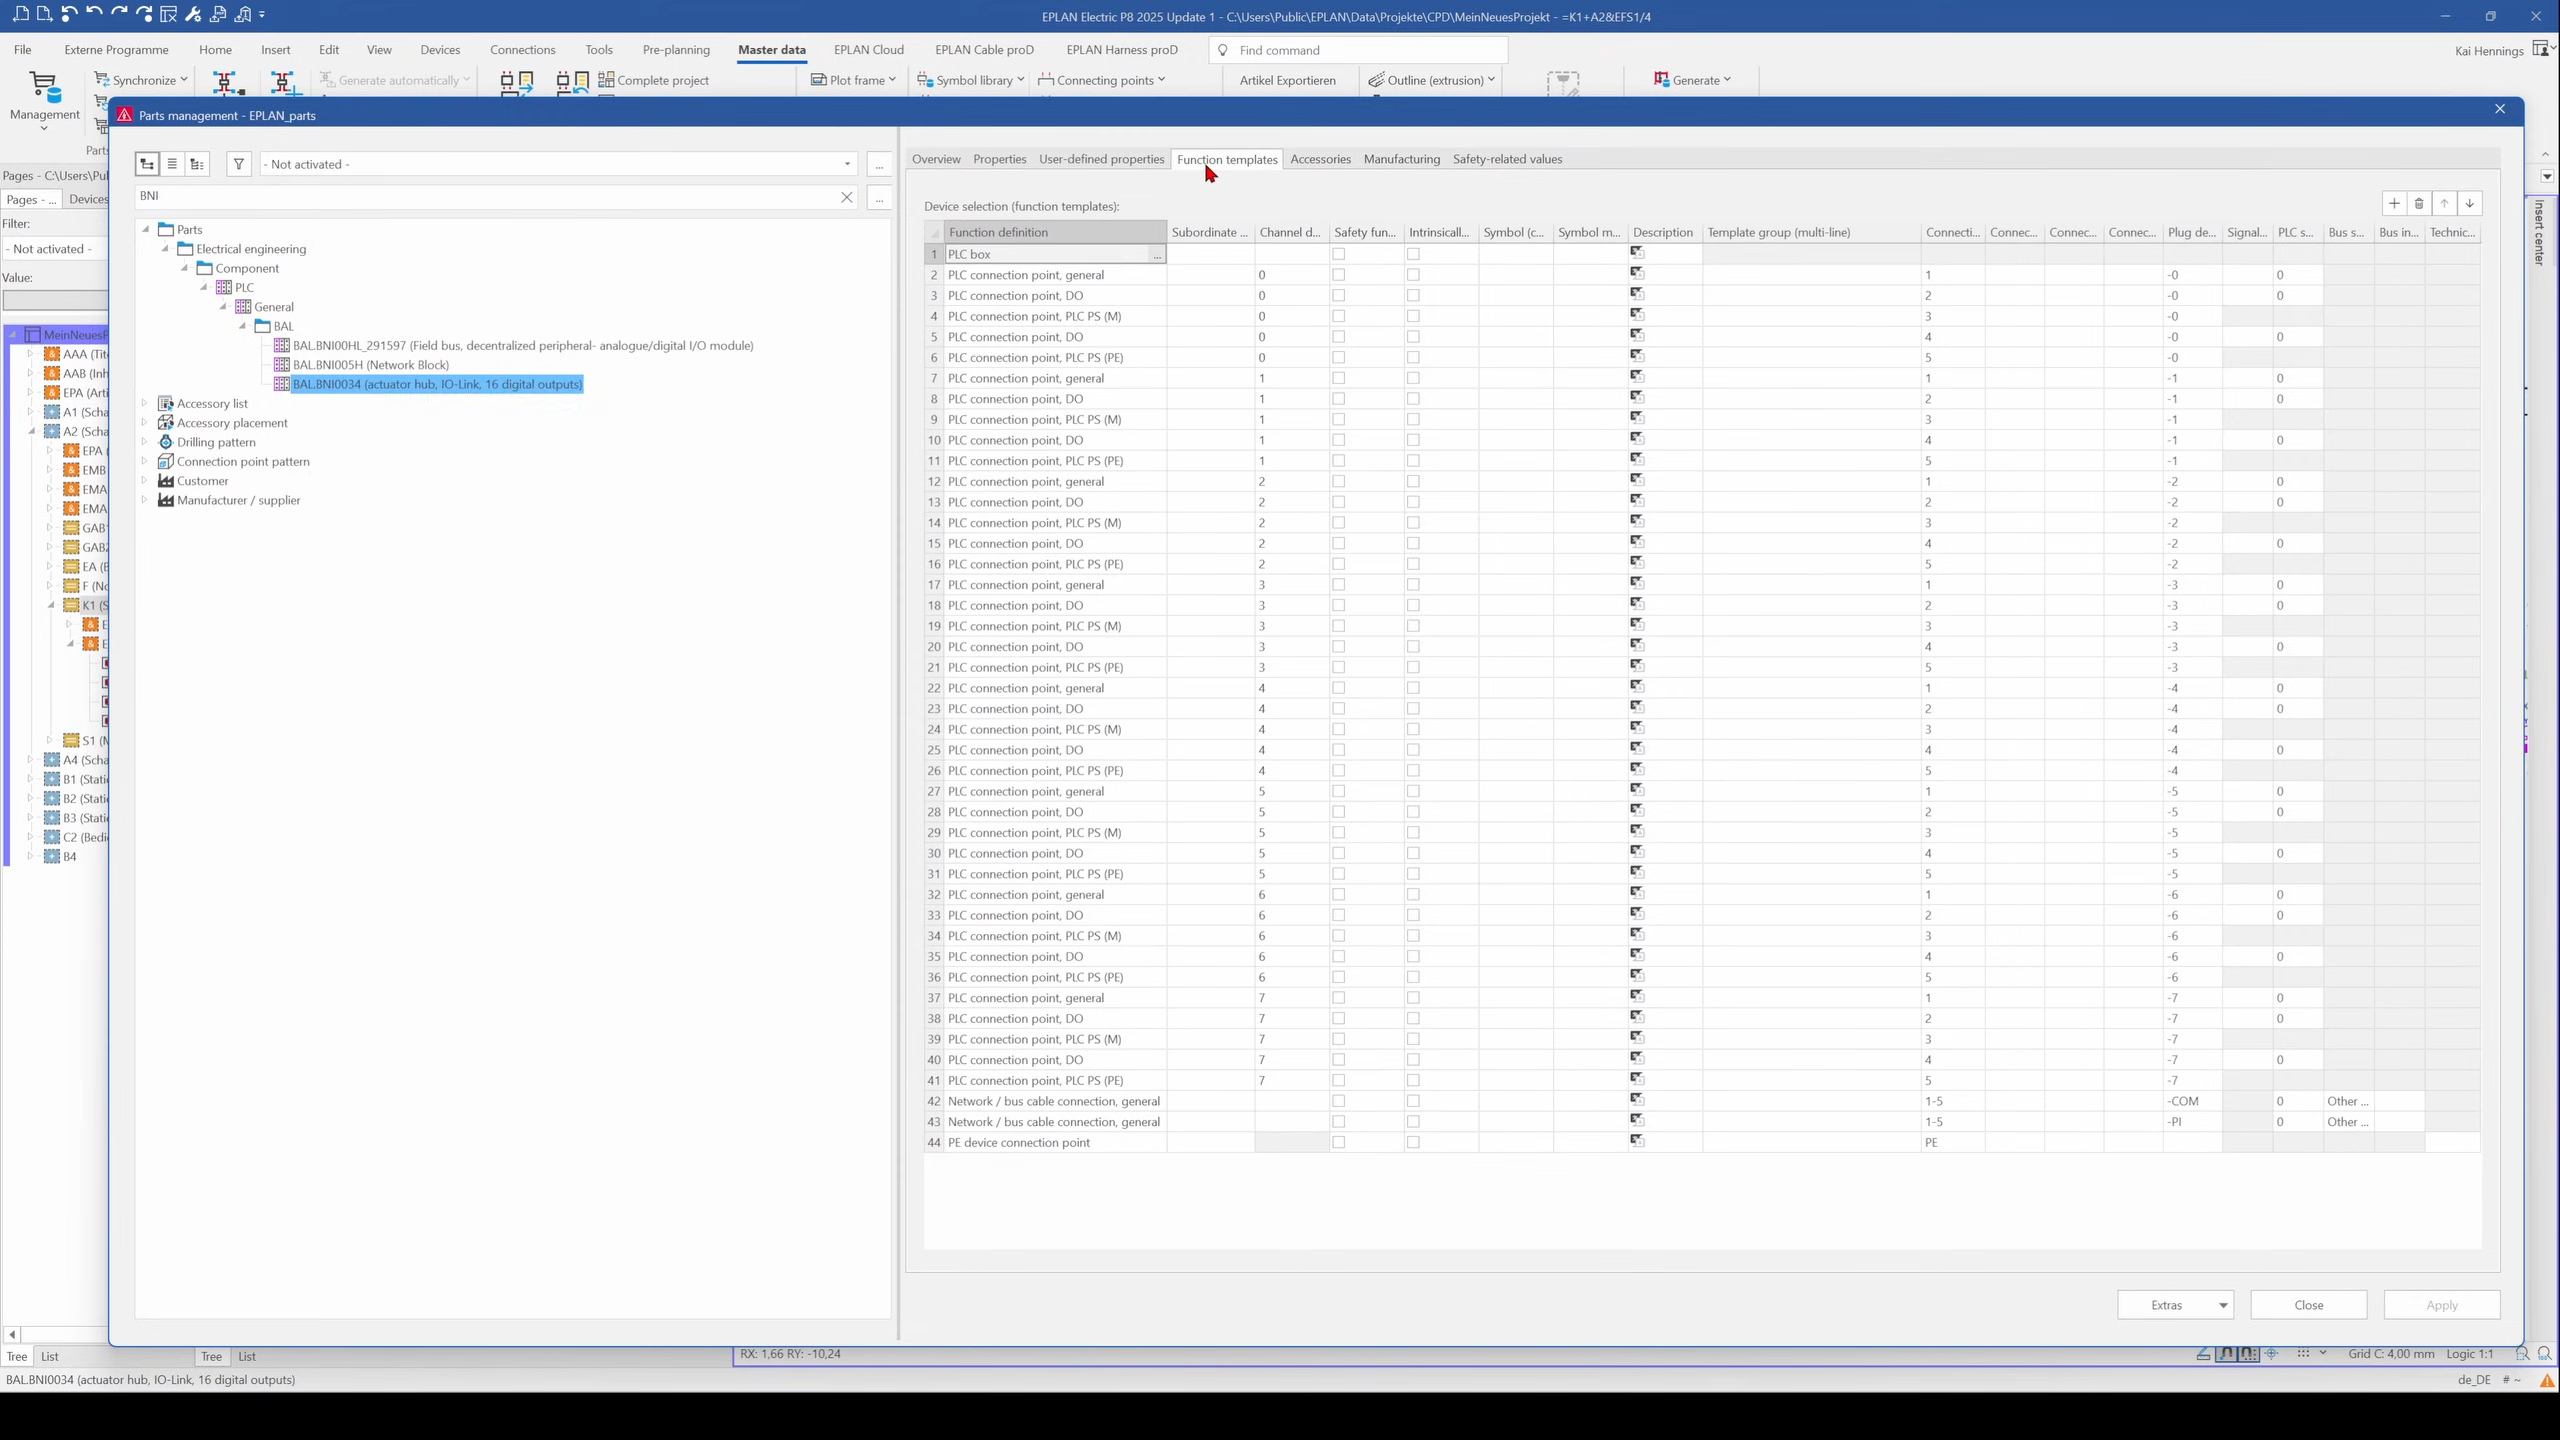 EPLAN Electric P8 2025 Update 1 - C:\Users\Public\EPLAN\Data\Projekte\CPD\MeinNeuesProjekt - =K1+A2&EFS1/4
File Externe Programme Home Insert Edit View Devices Connections Tools Pre-planning Master data EPLAN Cloud EPLAN Cable proD EPLAN Harness proD Find command Kai Hennings
Synchronize Generate automatically Complete project Plot frame Symbol library Connecting points Artikel Exportieren Outline (extrusion) Generate
Management
Parts management - EPLAN_parts
Parts
Pages - C:\Users\Pu
Pages - ... Devices
Filter:
- Not activated -
Value:
MeinNeuesP
AAA (Tit
AAB (Inh
EPA (Arti
A1 (Scha
A2 (Scha
EPA (
EMB
EMA
EMA
GAB
GAB2
EA (B
F (No
K1 (S
E
E
S1 (M
A4 (Scha
B1 (Stati
B2 (Stati
B3 (Stati
C2 (Bedi
B4
- Not activated - ...
BNI ...
Parts
Electrical engineering
Component
PLC
General
BAL
BAL.BNI00HL_291597 (Field bus, decentralized peripheral- analogue/digital I/O module)
BAL.BNI005H (Network Block)
BAL.BNI0034 (actuator hub, IO-Link, 16 digital outputs)
Accessory list
Accessory placement
Drilling pattern
Connection point pattern
Customer
Manufacturer / supplier
Overview Properties User-defined properties Function templates Accessories Manufacturing Safety-related values
Device selection (function templates):
Function definition Subordinate ... Channel d... Safety fun... Intrinsicall... Symbol (c... Symbol m... Description Template group (multi-line) Connecti... Connec... Connec... Connec... Plug de... Signal... PLC s... Bus s... Bus in... Technic...
1 PLC box ...
2 PLC connection point, general 0 1 -0 0
3 PLC connection point, DO 0 2 -0 0
4 PLC connection point, PLC PS (M) 0 3 -0
5 PLC connection point, DO 0 4 -0 0
6 PLC connection point, PLC PS (PE) 0 5 -0
7 PLC connection point, general 1 1 -1 0
8 PLC connection point, DO 1 2 -1 0
9 PLC connection point, PLC PS (M) 1 3 -1
10 PLC connection point, DO 1 4 -1 0
11 PLC connection point, PLC PS (PE) 1 5 -1
12 PLC connection point, general 2 1 -2 0
13 PLC connection point, DO 2 2 -2 0
14 PLC connection point, PLC PS (M) 2 3 -2
15 PLC connection point, DO 2 4 -2 0
16 PLC connection point, PLC PS (PE) 2 5 -2
17 PLC connection point, general 3 1 -3 0
18 PLC connection point, DO 3 2 -3 0
19 PLC connection point, PLC PS (M) 3 3 -3
20 PLC connection point, DO 3 4 -3 0
21 PLC connection point, PLC PS (PE) 3 5 -3
22 PLC connection point, general 4 1 -4 0
23 PLC connection point, DO 4 2 -4 0
24 PLC connection point, PLC PS (M) 4 3 -4
25 PLC connection point, DO 4 4 -4 0
26 PLC connection point, PLC PS (PE) 4 5 -4
27 PLC connection point, general 5 1 -5 0
28 PLC connection point, DO 5 2 -5 0
29 PLC connection point, PLC PS (M) 5 3 -5
30 PLC connection point, DO 5 4 -5 0
31 PLC connection point, PLC PS (PE) 5 5 -5
32 PLC connection point, general 6 1 -6 0
33 PLC connection point, DO 6 2 -6 0
34 PLC connection point, PLC PS (M) 6 3 -6
35 PLC connection point, DO 6 4 -6 0
36 PLC connection point, PLC PS (PE) 6 5 -6
37 PLC connection point, general 7 1 -7 0
38 PLC connection point, DO 7 2 -7 0
39 PLC connection point, PLC PS (M) 7 3 -7
40 PLC connection point, DO 7 4 -7 0
41 PLC connection point, PLC PS (PE) 7 5 -7
42 Network / bus cable connection, general 1-5 -COM 0 Other ...
43 Network / bus cable connection, general 1-5 -PI 0 Other ...
44 PE device connection point PE
Insert center
Extras Close Apply
Tree List Tree List RX: 1,66 RY: -10,24 Grid C: 4,00 mm Logic 1:1
BAL.BNI0034 (actuator hub, IO-Link, 16 digital outputs) de_DE # ~